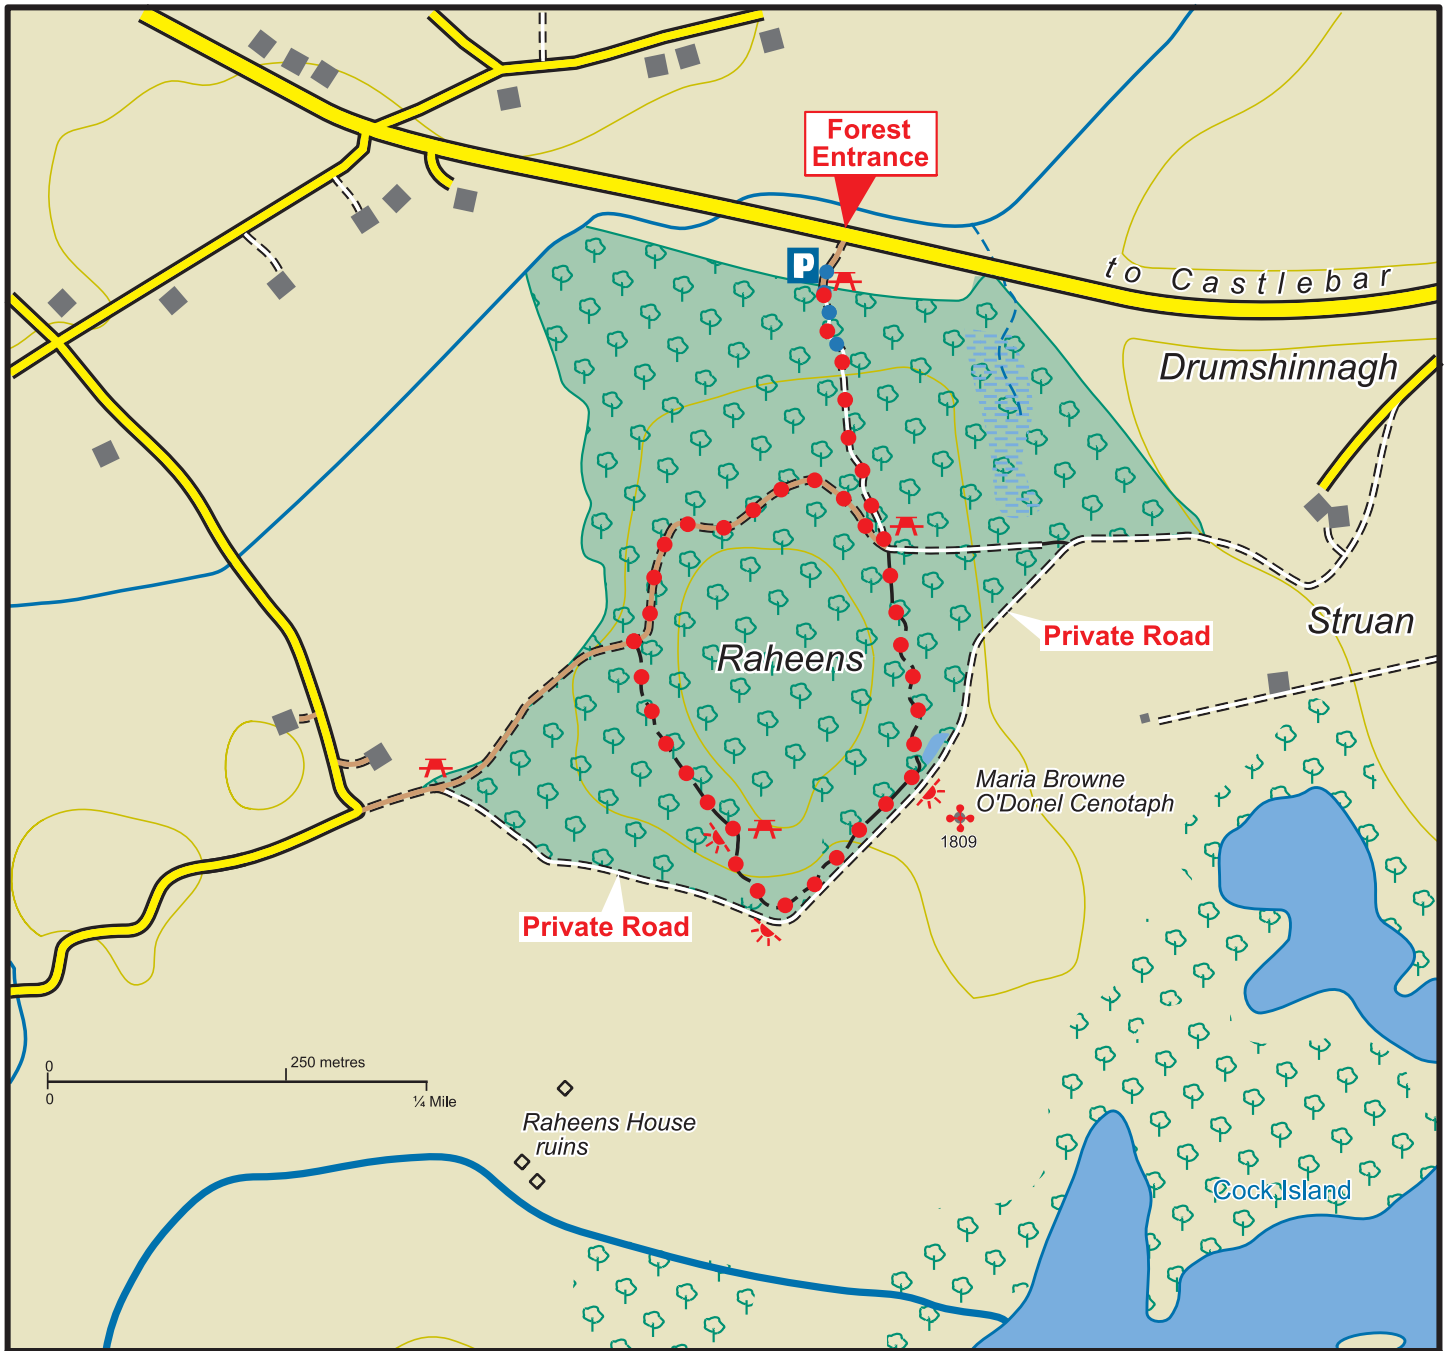 Forest
Entrance
P
to Castlebar
Drumshinnagh
Struan
Private Road
Raheens
Maria Browne
O'Donel Cenotaph
1809
Private Road
0
250 metres
0
¼ Mile
Raheens House
ruins
Cock Island